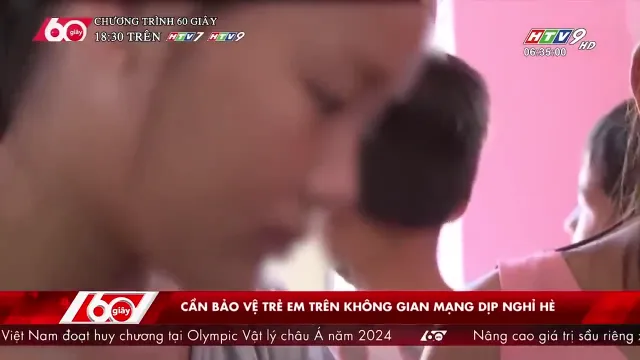 60 giây
CHƯƠNG TRÌNH 60 GIÂY
18:30 TRÊN HTV7 HTV9
HTV9 HD
06:35:00
60 giây
CẦN BẢO VỆ TRẺ EM TRÊN KHÔNG GIAN MẠNG DỊP NGHỈ HÈ
Việt Nam đoạt huy chương tại Olympic Vật lý châu Á năm 2024 60 giây Nâng cao giá trị sầu riêng